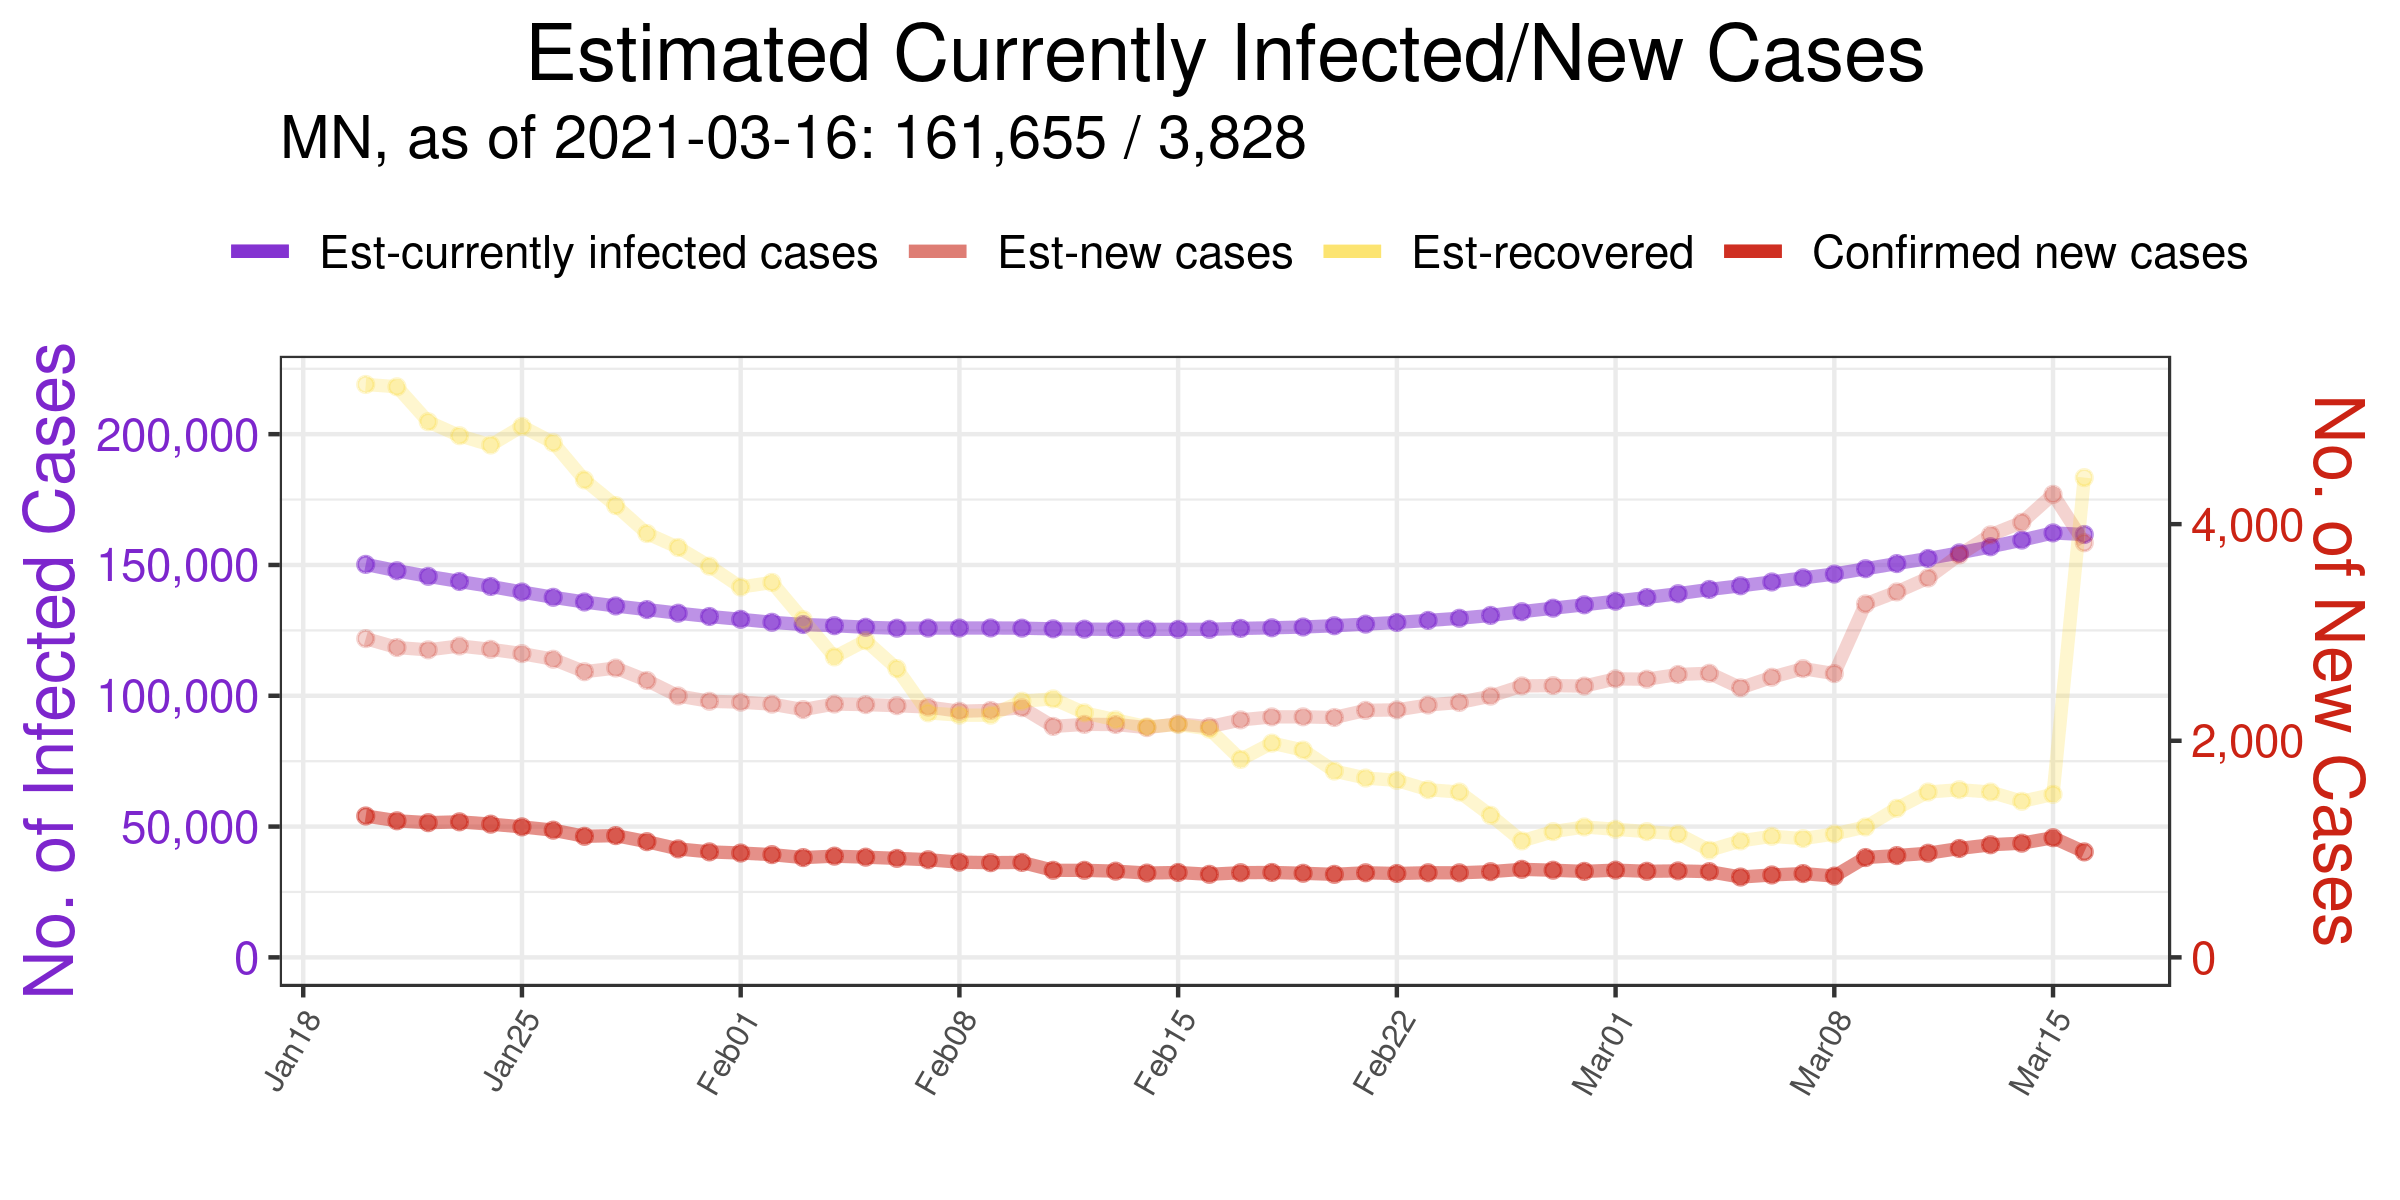 Estimated Currently Infected/New Cases
MN, as of 2021-03-16: 161,655 / 3,828
Est-currently infected cases Est-new cases Est-recovered Confirmed new cases
No. of Infected Cases
200,000
150,000
100,000
50,000
0
4,000
2,000
0
No. of New Cases
Jan18 Jan25 Feb01 Feb08 Feb15 Feb22 Mar01 Mar08 Mar15